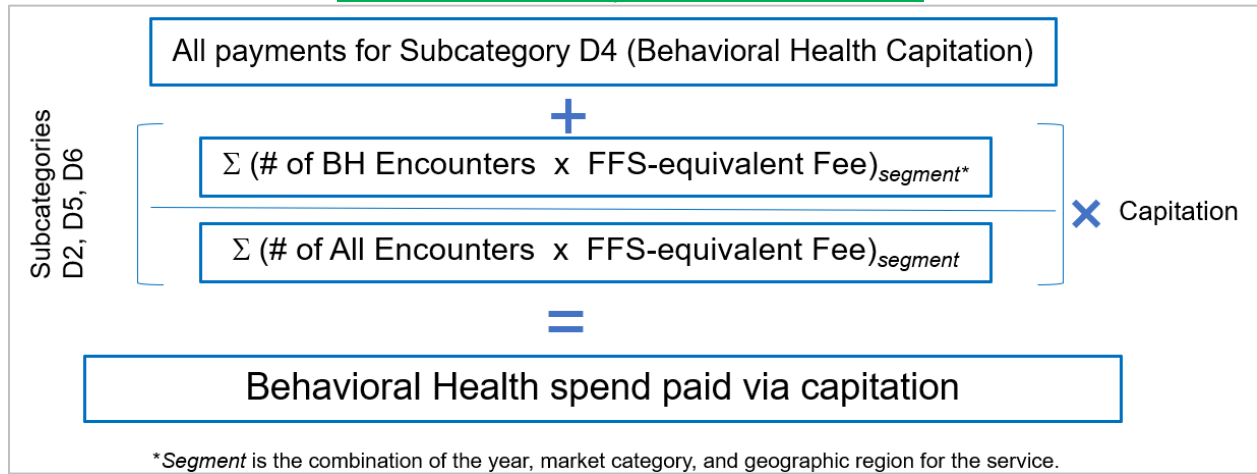 All payments for Subcategory D4 (Behavioral Health Capitation)
+
Subcategories
D2, D5, D6
Σ (# of BH Encounters x FFS-equivalent Fee)segment*
Σ (# of All Encounters x FFS-equivalent Fee)segment
× Capitation
=
Behavioral Health spend paid via capitation
*Segment is the combination of the year, market category, and geographic region for the service.